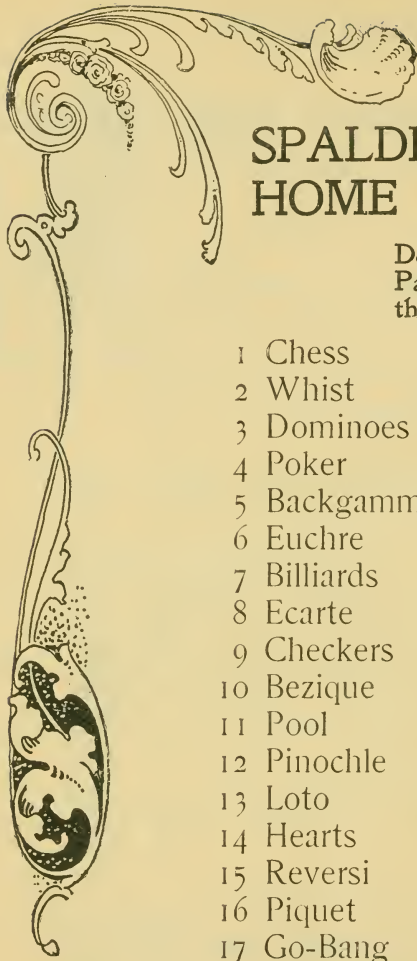 SPALDI
HOME
Da
Pa
th
1 Chess
2 Whist
3 Dominoes
4 Poker
5 Backgamm
6 Euchre
7 Billiards
8 Ecarte
9 Checkers
10 Bezique
11 Pool
12 Pinochle
13 Loto
14 Hearts
15 Reversi
16 Piquet
17 Go-Bang